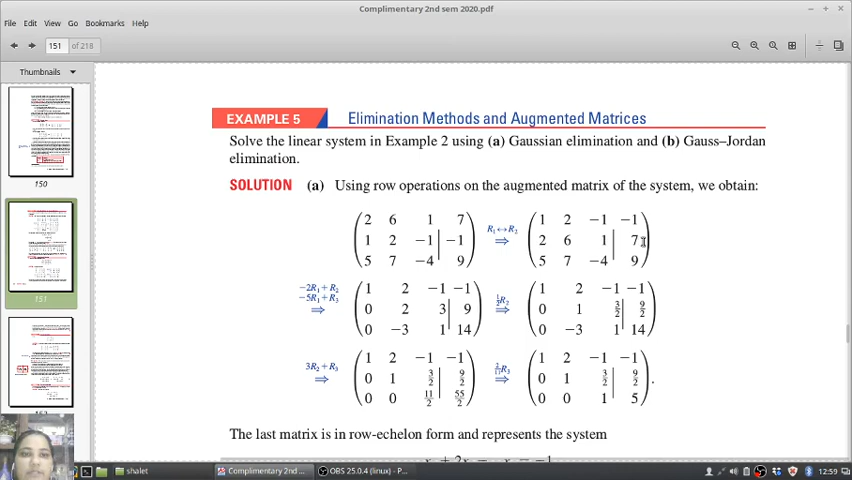 Complimentary 2nd sem 2020.pdf
File Edit View Go Bookmarks Help
151 of 218
Thumbnails
150
151
EXAMPLE 5 Elimination Methods and Augmented Matrices
Solve the linear system in Example 2 using (a) Gaussian elimination and (b) Gauss–Jordan
elimination.
SOLUTION (a) Using row operations on the augmented matrix of the system, we obtain:
2 6 1 7 R1↔R2 1 2 −1 −1
1 2 −1 | −1 ⇒ 2 6 1 | 7
5 7 −4 9 5 7 −4 9
−2R1 + R2 1 2 −1 −1 1 2 −1 −1
−5R1 + R3 0 2 3 | 9 ½R2 0 1 3/2 | 9/2
⇒ 0 −3 1 14 ⇒ 0 −3 1 14
3R2 + R3 1 2 −1 −1 2/11R3 1 2 −1 −1
⇒ 0 1 3/2 | 9/2 ⇒ 0 1 3/2 | 9/2
0 0 11/2 55/2 0 0 1 5 .
The last matrix is in row-echelon form and represents the system
shalet Complimentary 2nd ... OBS 25.0.4 (linux) - P... 12:59